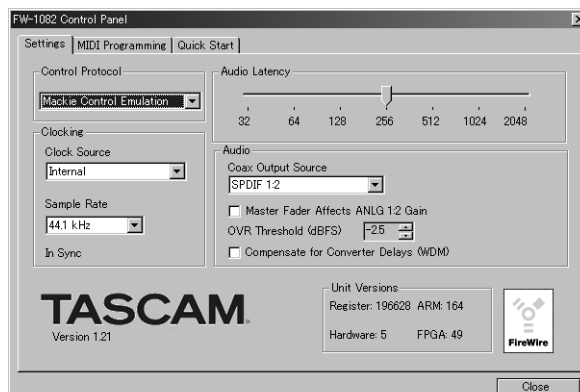 FW-1082 Control Panel
Settings MIDI Programming Quick Start
Control Protocol
Mackie Control Emulation
Clocking
Clock Source
Internal
Sample Rate
44.1 kHz
In Sync
Audio Latency
32 64 128 256 512 1024 2048
Audio
Coax Output Source
SPDIF 1:2
Master Fader Affects ANLG 1:2 Gain
OVR Threshold (dBFS) -2.5
Compensate for Converter Delays (WDM)
TASCAM
Version 1.21
Unit Versions
Register: 196628 ARM: 164
Hardware: 5 FPGA: 49
FireWire
Close